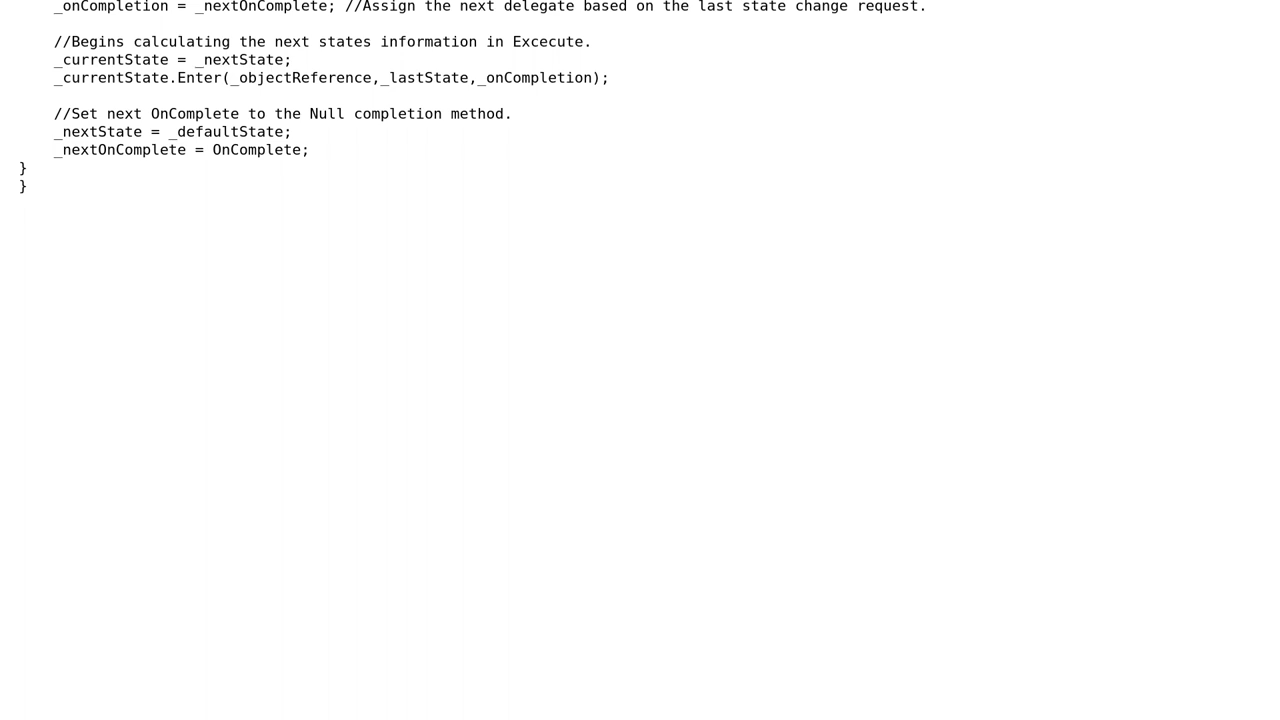 _onCompletion = _nextOnComplete; //Assign the next delegate based on the last state change request.
//Begins calculating the next states information in Excecute.
_currentState = _nextState;
_currentState.Enter(_objectReference,_lastState,_onCompletion);
//Set next OnComplete to the Null completion method.
_nextState = _defaultState;
_nextOnComplete = OnComplete;
}
}